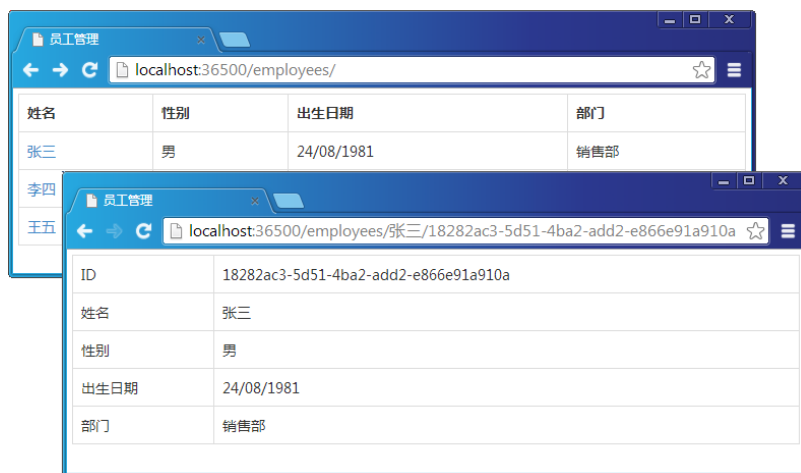 员工管理
localhost:36500/employees/
姓名 性别 出生日期 部门
张三 男 24/08/1981 销售部
李四
王五
员工管理
localhost:36500/employees/张三/18282ac3-5d51-4ba2-add2-e866e91a910a
ID 18282ac3-5d51-4ba2-add2-e866e91a910a
姓名 张三
性别 男
出生日期 24/08/1981
部门 销售部